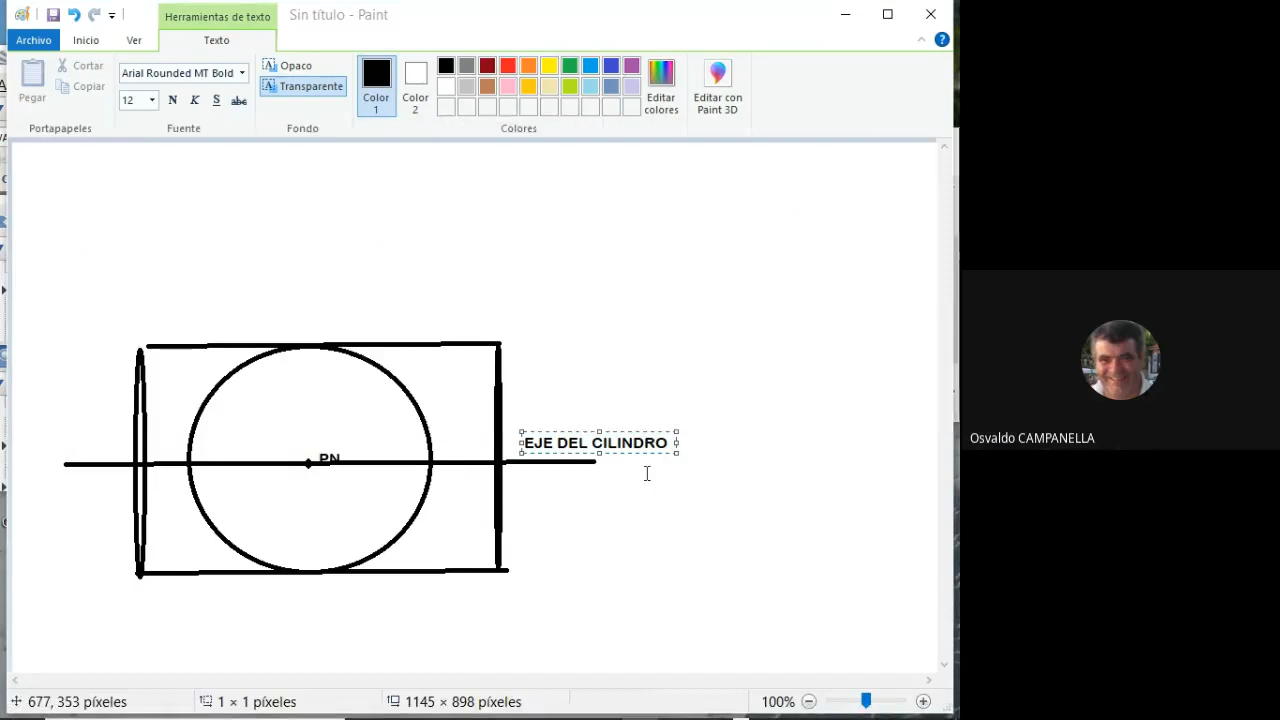 Herramientas de texto
Sin título - Paint
Archivo
Inicio
Ver
Texto
Pegar
Cortar
Copiar
Portapapeles
Arial Rounded MT Bold
12
N K S abc
Fuente
Opaco
Transparente
Fondo
Color 1
Color 2
Editar colores
Colores
Editar con Paint 3D
PN
EJE DEL CILINDRO
Osvaldo CAMPANELLA
677, 353 píxeles
1 × 1 píxeles
1145 × 898 píxeles
100%